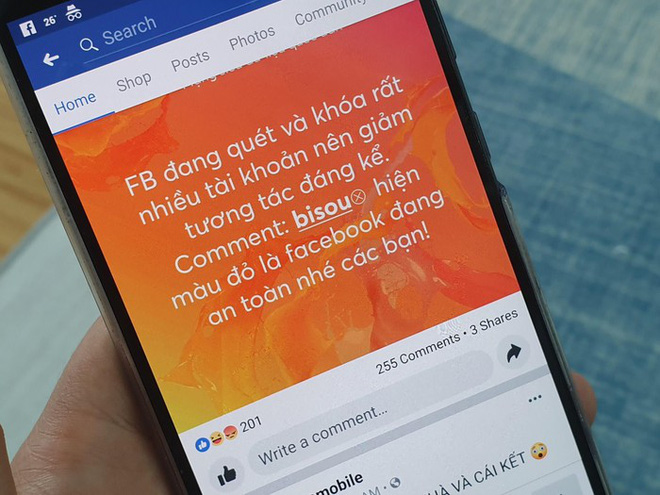 26°
Search
Home Shop Posts Photos Community
FB đang quét và khóa rất
nhiều tài khoản nên giảm
tương tác đáng kể.
Comment: bisou hiện
màu đỏ là facebook đang
an toàn nhé các bạn!
255 Comments • 3 Shares
201
Write a comment...
mobile
VÀ CÁI KẾT